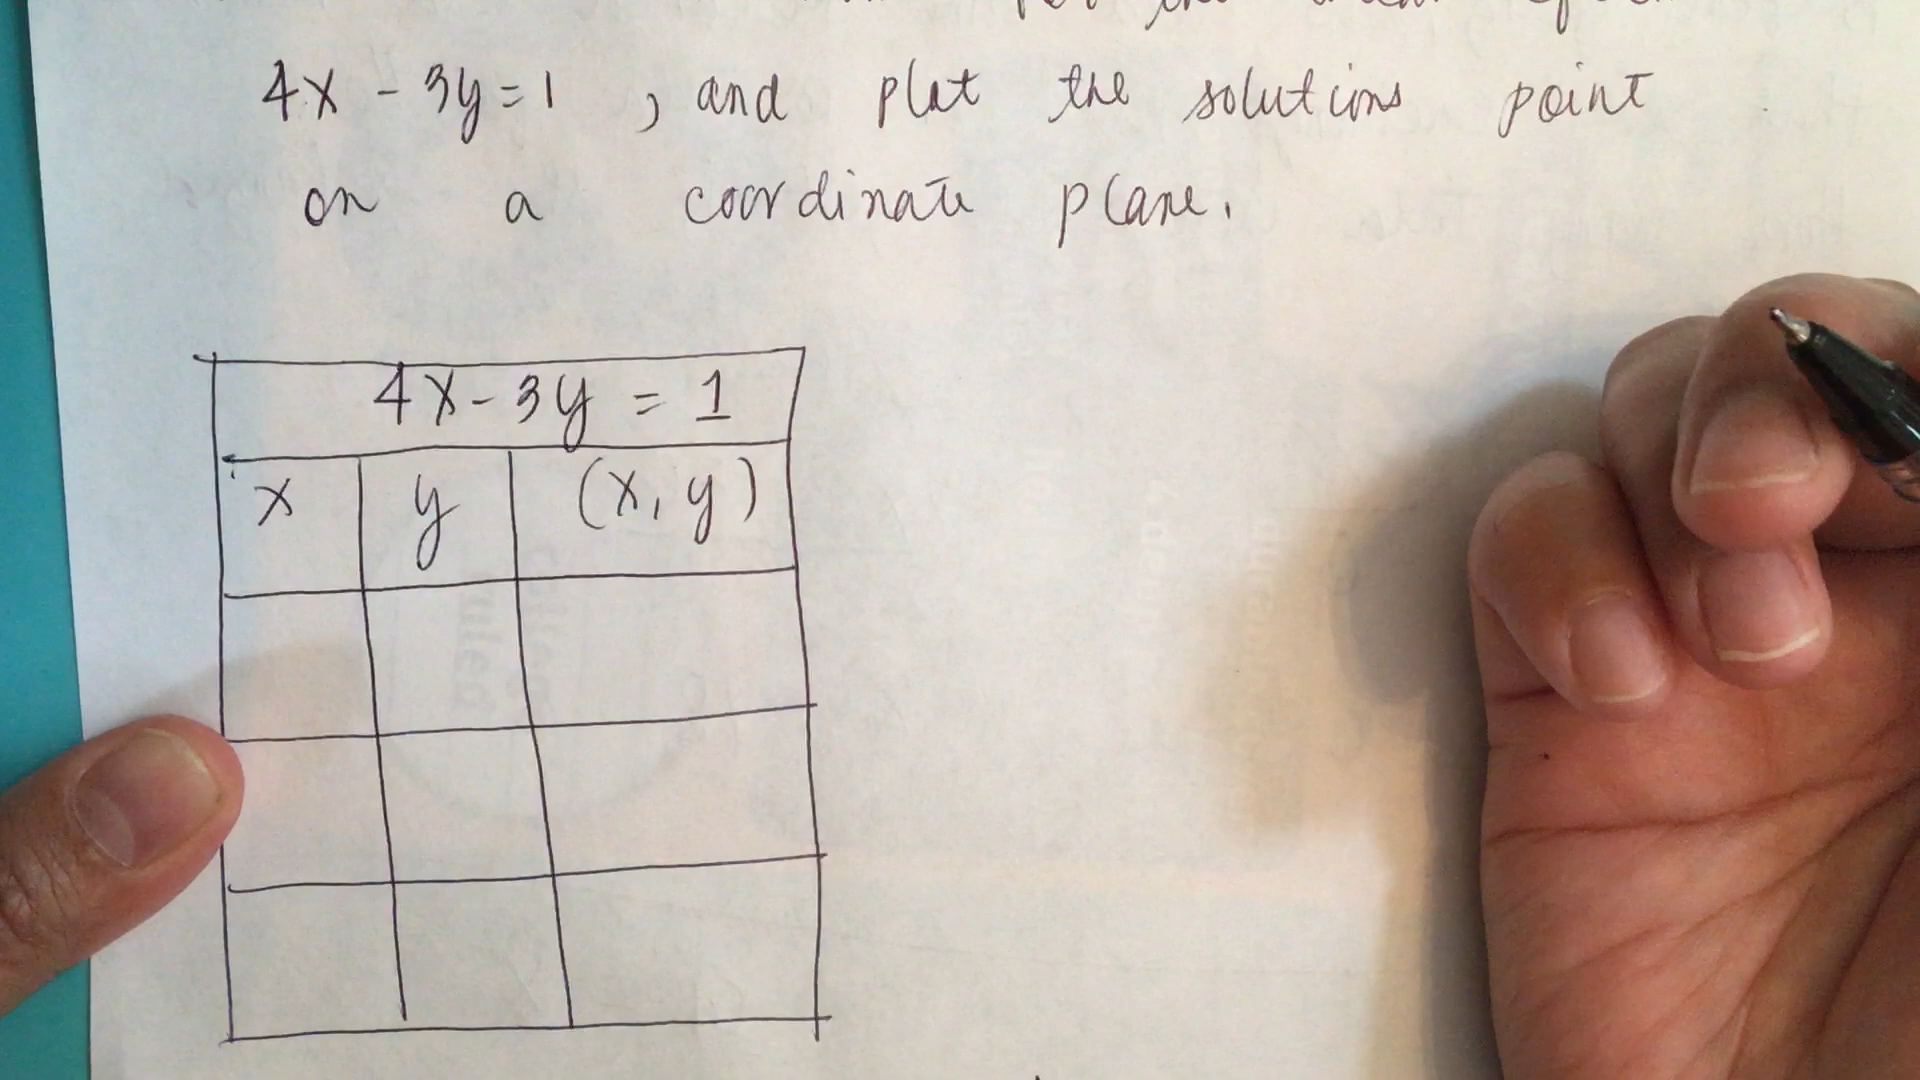 4x - 3y = 1 , and plot the solutions point
on a coordinate plane.
4x - 3y = 1
x y (x, y)